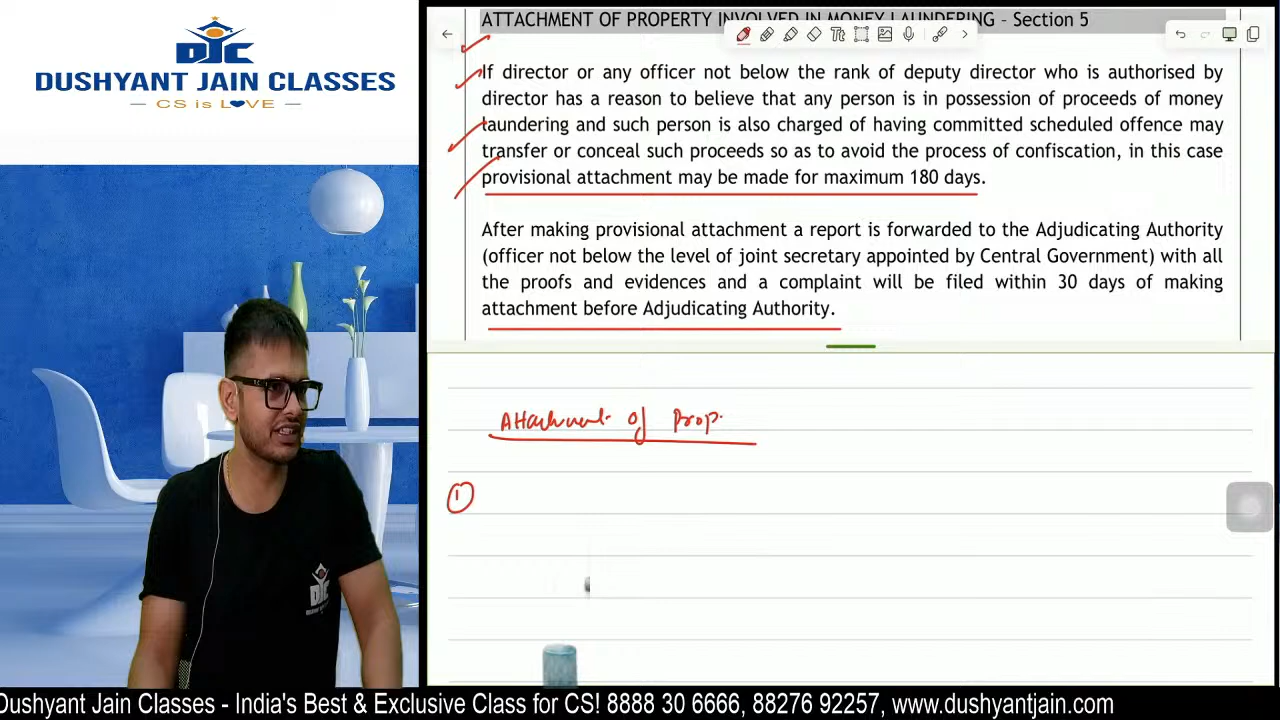 DJC
DUSHYANT JAIN CLASSES
CS is LOVE
ATTACHMENT OF PROPERTY INVOLVED IN MONEY LAUNDERING – Section 5
If director or any officer not below the rank of deputy director who is authorised by
director has a reason to believe that any person is in possession of proceeds of money
laundering and such person is also charged of having committed scheduled offence may
transfer or conceal such proceeds so as to avoid the process of confiscation, in this case
provisional attachment may be made for maximum 180 days.
After making provisional attachment a report is forwarded to the Adjudicating Authority
(officer not below the level of joint secretary appointed by Central Government) with all
the proofs and evidences and a complaint will be filed within 30 days of making
attachment before Adjudicating Authority.
Attachment of Prop.
1
DJC
Dushyant Jain Classes - India's Best & Exclusive Class for CS! 8888 30 6666, 88276 92257, www.dushyantjain.com